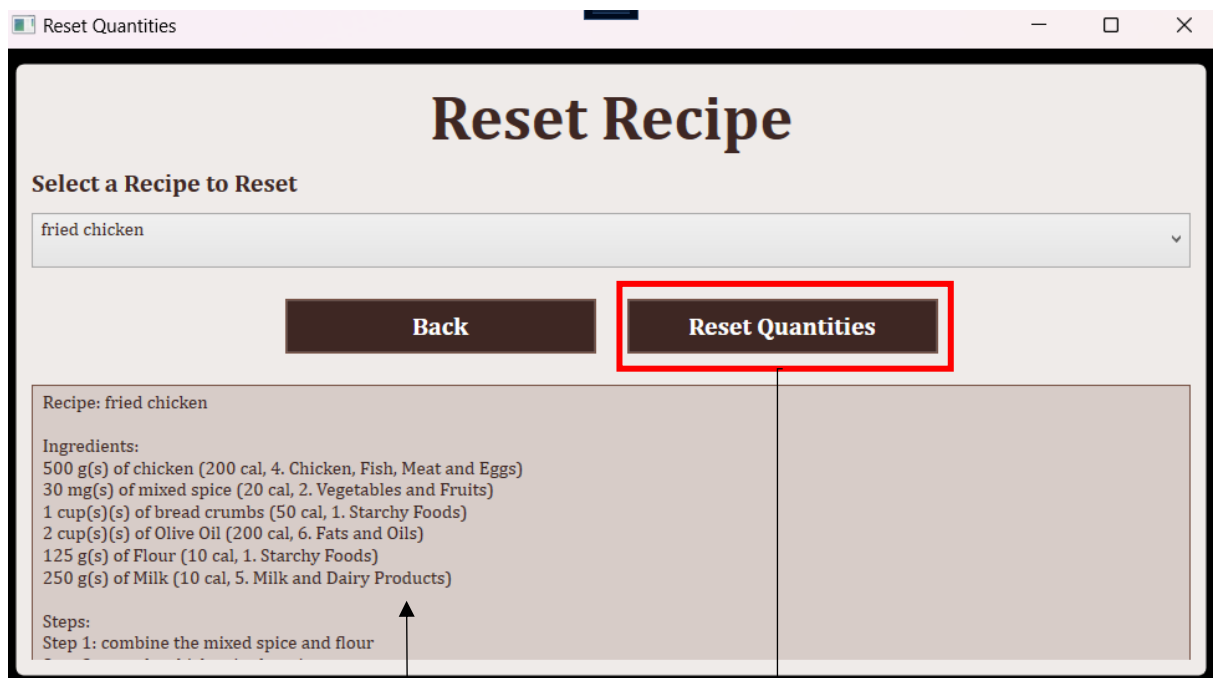 Reset Quantities
Reset Recipe
Select a Recipe to Reset
fried chicken
Back
Reset Quantities
Recipe: fried chicken
Ingredients:
500 g(s) of chicken (200 cal, 4. Chicken, Fish, Meat and Eggs)
30 mg(s) of mixed spice (20 cal, 2. Vegetables and Fruits)
1 cup(s)(s) of bread crumbs (50 cal, 1. Starchy Foods)
2 cup(s)(s) of Olive Oil (200 cal, 6. Fats and Oils)
125 g(s) of Flour (10 cal, 1. Starchy Foods)
250 g(s) of Milk (10 cal, 5. Milk and Dairy Products)
Steps:
Step 1: combine the mixed spice and flour